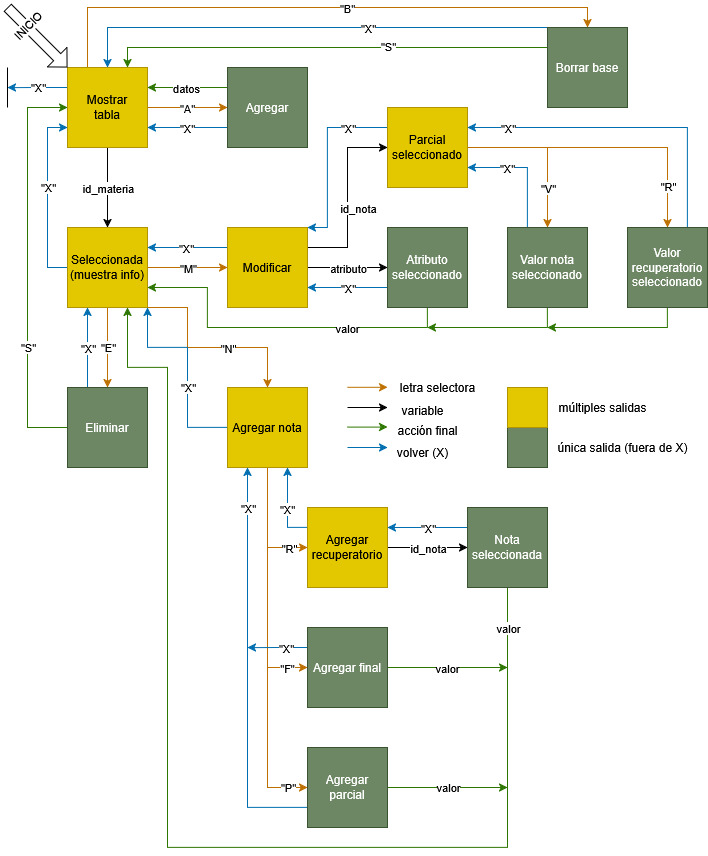 INICIO
"B"
"X"
"S"
Borrar base
"X"
Mostrar
tabla
datos
"A"
"X"
Agregar
"S"
"X"
id_materia
"X"
Parcial
seleccionado
"X"
"X"
"V"
"R"
id_nota
Seleccionada
(muestra info)
"X"
"M"
Modificar
atributo
"X"
Atributo
seleccionado
Valor nota
seleccionado
Valor
recuperatorio
seleccionado
valor
"X"
"E"
"N"
"X"
Eliminar
Agregar nota
letra selectora
variable
acción final
volver (X)
múltiples salidas
única salida (fuera de X)
"X"
"X"
"R"
Agregar
recuperatorio
"X"
id_nota
Nota
seleccionada
valor
"X"
"F"
Agregar final
valor
"P"
Agregar
parcial
valor